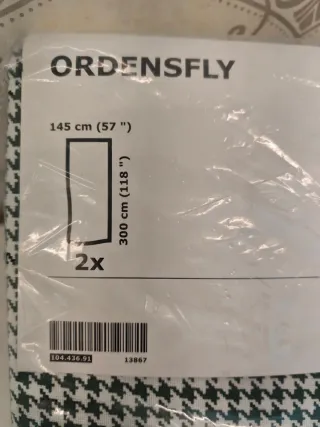 ORDENSFLY
145 cm (57 ")
300 cm (118 ")
2x
104.436.91 13867